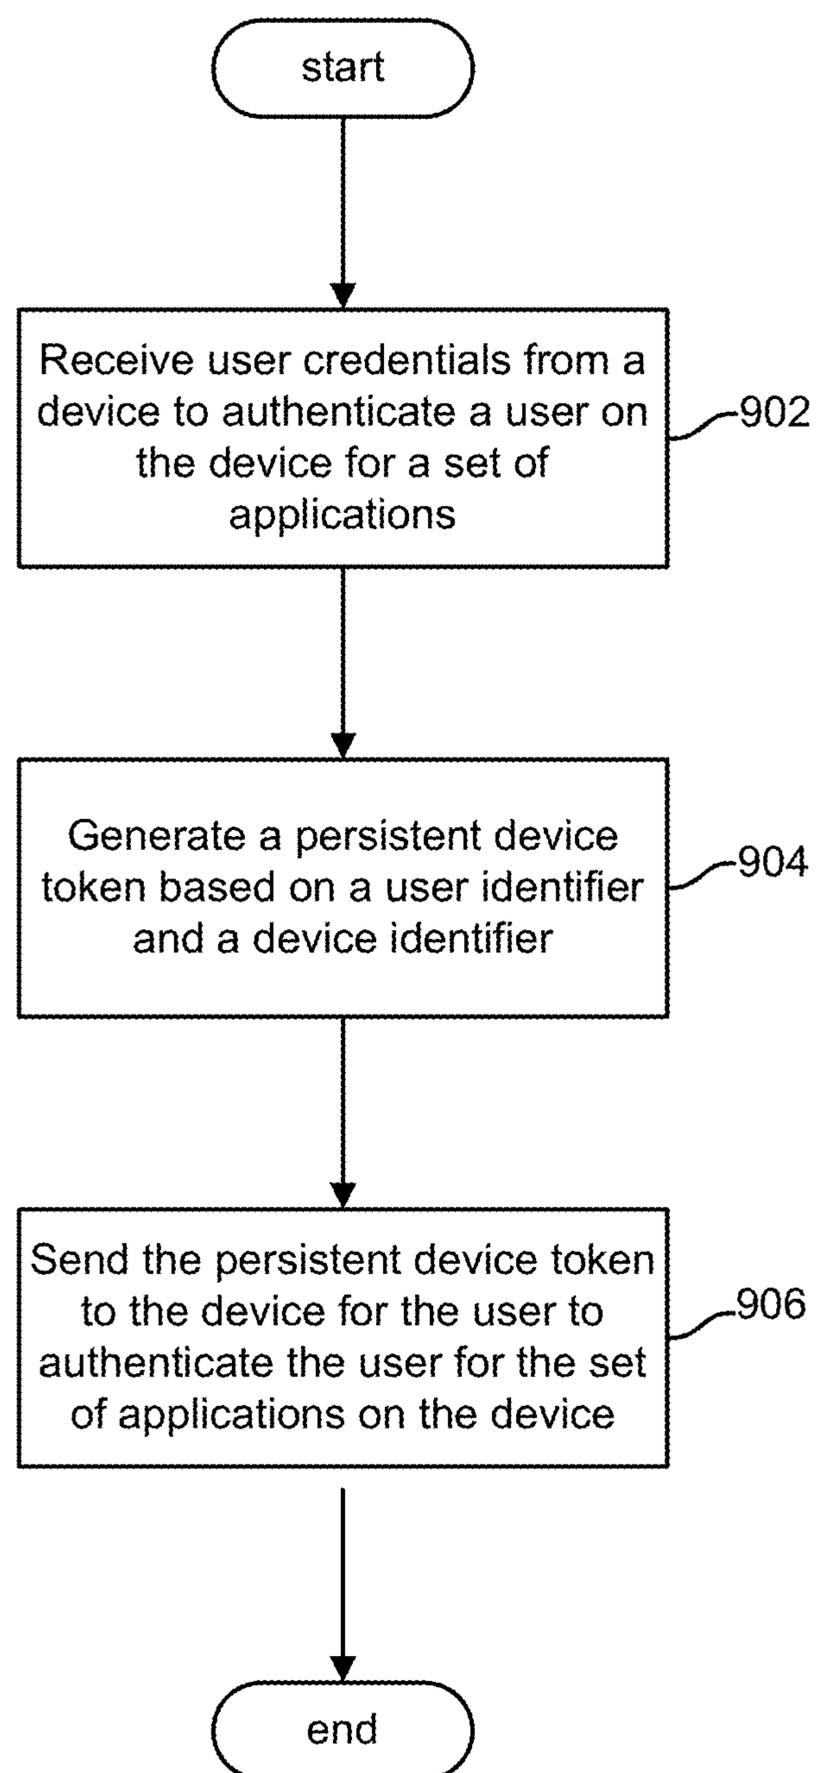 start
Receive user credentials from a
device to authenticate a user on
the device for a set of
applications
902
Generate a persistent device
token based on a user identifier
and a device identifier
904
Send the persistent device token
to the device for the user to
authenticate the user for the set
of applications on the device
906
end